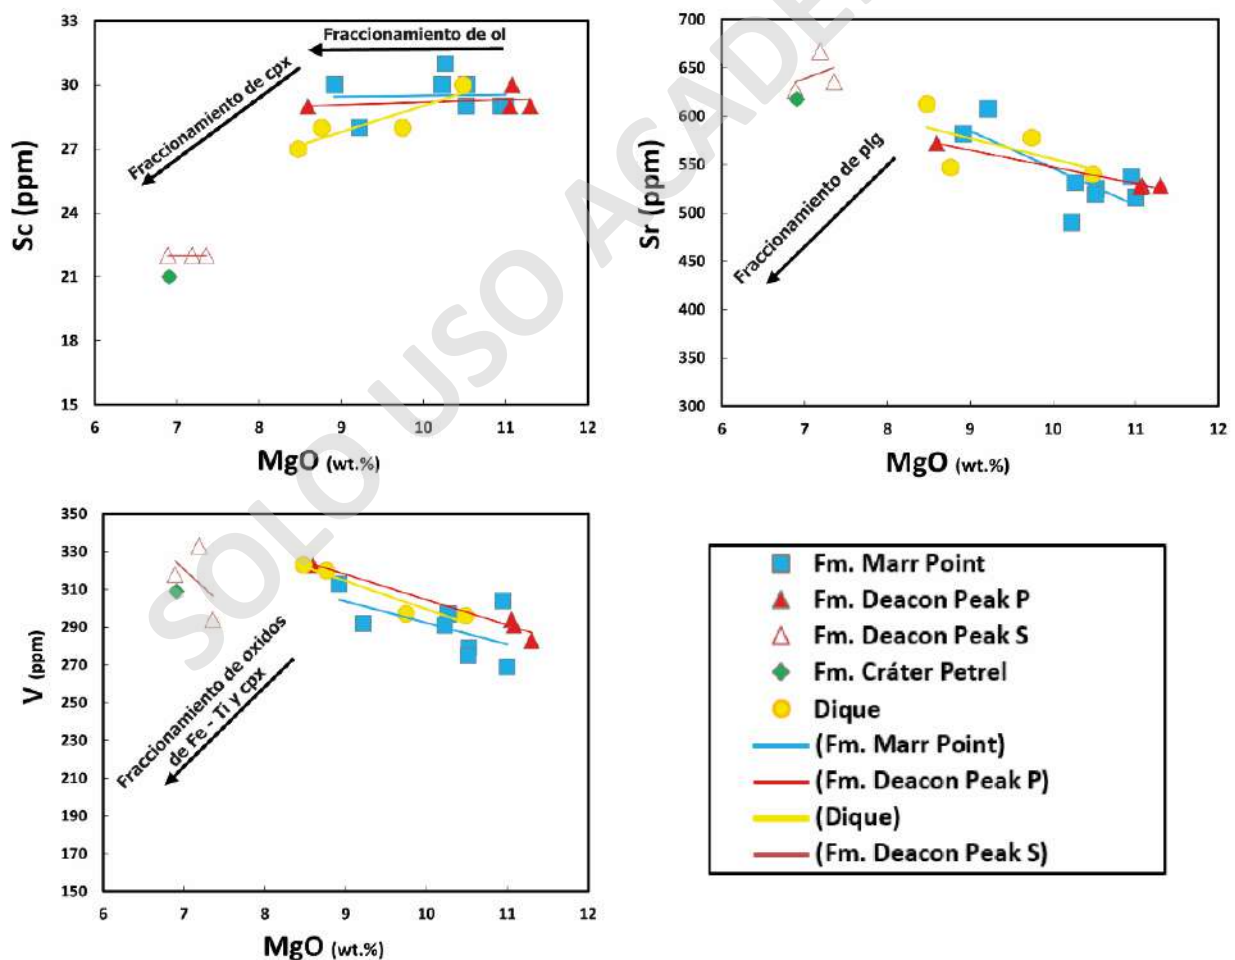 33
30
27
24
21
18
15
Sc (ppm)
Fraccionamiento de ol
Fraccionamiento de cpx
6 7 8 9 10 11 12
MgO (wt.%)
700
650
600
550
500
450
400
350
300
Sr (ppm)
Fraccionamiento de plg
6 7 8 9 10 11 12
MgO (wt.%)
350
330
310
290
270
250
230
210
190
170
150
V (ppm)
Fraccionamiento de oxidos
de Fe - Ti y cpx
6 7 8 9 10 11 12
MgO (wt.%)
Fm. Marr Point
Fm. Deacon Peak P
Fm. Deacon Peak S
Fm. Cráter Petrel
Dique
(Fm. Marr Point)
(Fm. Deacon Peak P)
(Dique)
(Fm. Deacon Peak S)
SOLO USO ACADE